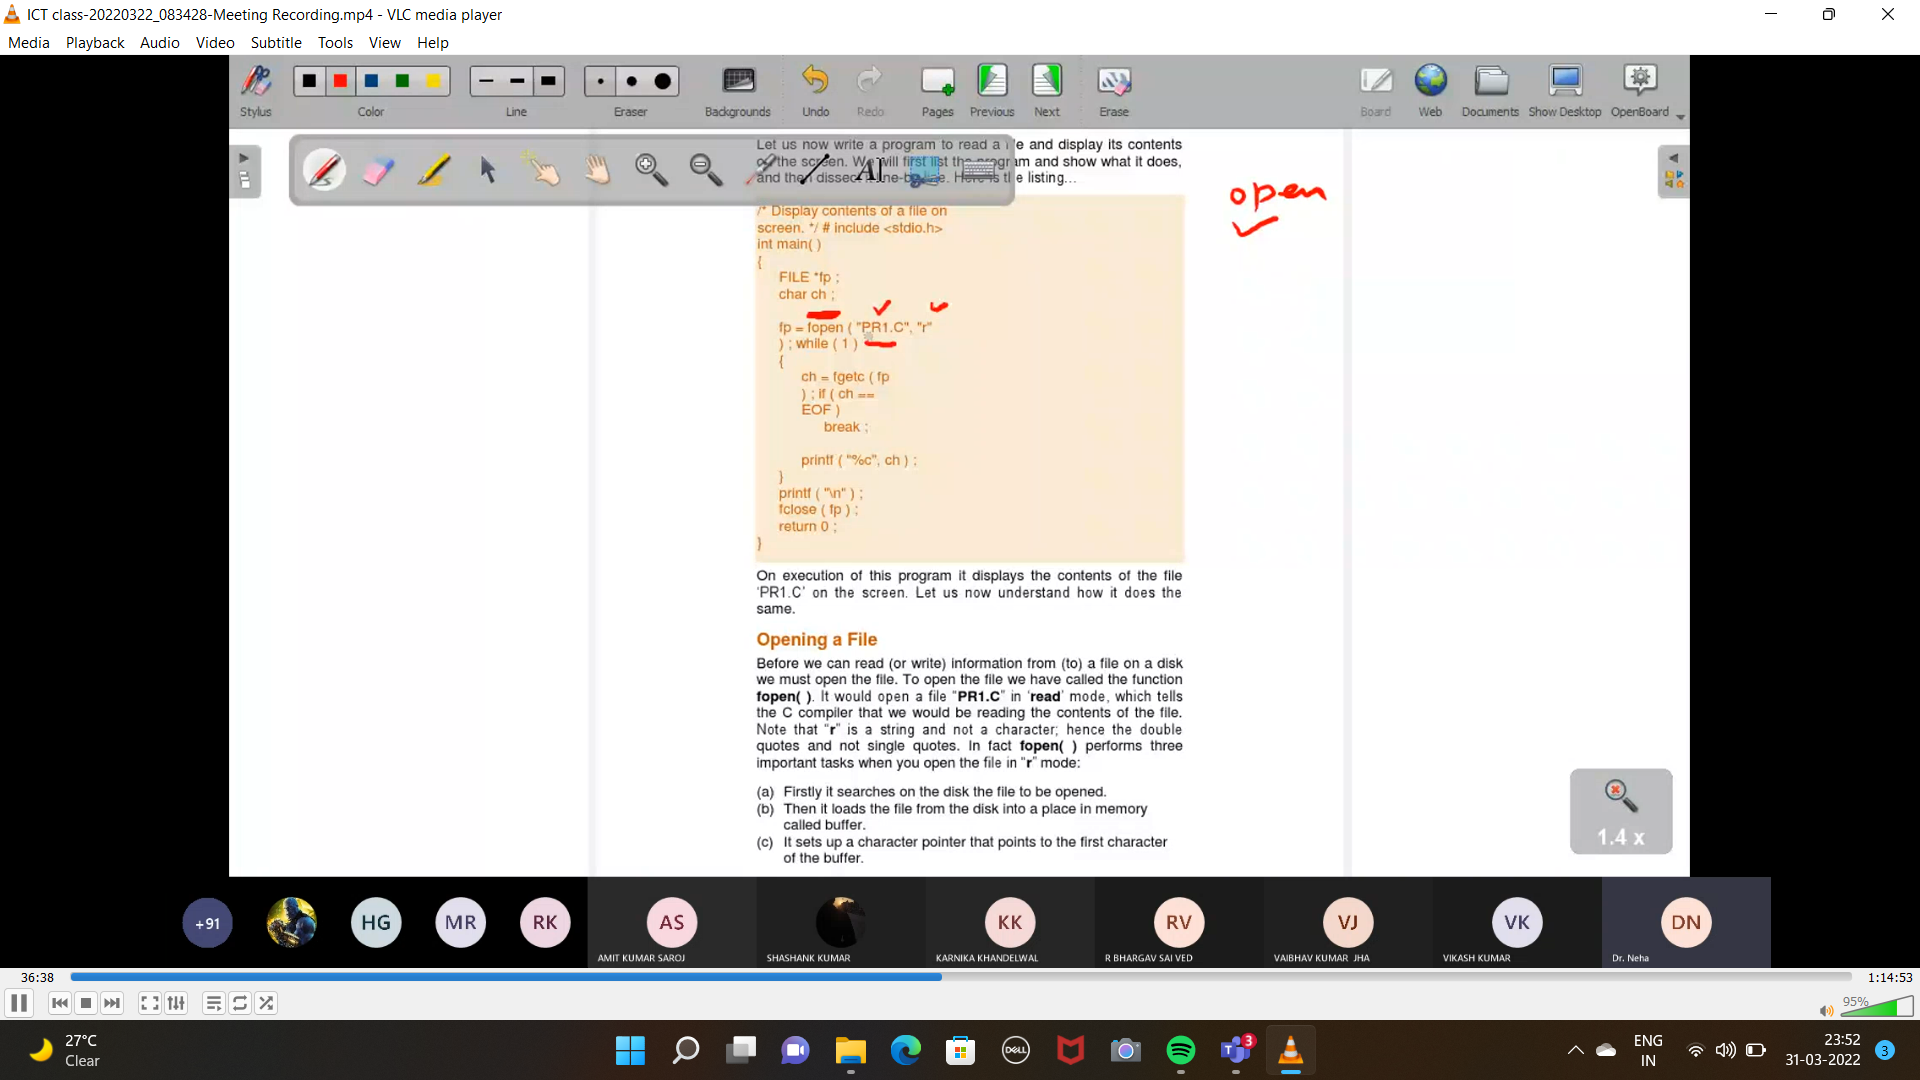 ICT class-20220322_083428-Meeting Recording.mp4 - VLC media player
Media Playback Audio Video Subtitle Tools View Help
Stylus Color Line Eraser Backgrounds Undo Redo Pages Previous Next Erase Board Web Documents Show Desktop OpenBoard
Let us now write a program to read a file and display its contents
on the screen. We will first list the program and show what it does,
and then dissect it line-by-line. Here is the listing...
open
/* Display contents of a file on
screen. */ # include <stdio.h>
int main( )
{
FILE *fp ;
char ch ;
fp = fopen ( "PR1.C", "r"
) ; while ( 1 )
{
ch = fgetc ( fp
) ; if ( ch ==
EOF )
break ;
printf ( "%c", ch ) ;
}
printf ( "\n" ) ;
fclose ( fp ) ;
return 0 ;
}
On execution of this program it displays the contents of the file
'PR1.C' on the screen. Let us now understand how it does the
same.
Opening a File
Before we can read (or write) information from (to) a file on a disk
we must open the file. To open the file we have called the function
fopen( ). It would open a file "PR1.C" in 'read' mode, which tells
the C compiler that we would be reading the contents of the file.
Note that "r" is a string and not a character; hence the double
quotes and not single quotes. In fact fopen( ) performs three
important tasks when you open the file in "r" mode:
(a) Firstly it searches on the disk the file to be opened.
(b) Then it loads the file from the disk into a place in memory
called buffer.
(c) It sets up a character pointer that points to the first character
of the buffer.
1.4 x
+91 HG MR RK AS KK RV VJ VK DN
AMIT KUMAR SAROJ SHASHANK KUMAR KARNIKA KHANDELWAL R BHARGAV SAI VED VAIBHAV KUMAR JHA VIKASH KUMAR Dr. Neha
36:38 1:14:53
95%
27°C
Clear
DELL
3
ENG
IN
23:52
31-03-2022
3